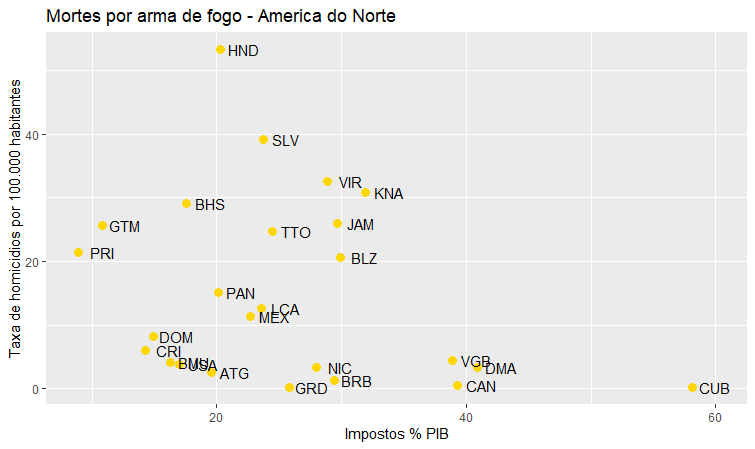 Mortes por arma de fogo - America do Norte
Taxa de homicidios por 100.000 habitantes
40
20
0
HND
SLV
VIR
KNA
BHS
GTM
JAM
TTO
PRI
BLZ
PAN
LCA
MEX
DOM
CRI
BMU
USA
ATG
NIC
BRB
GRD
VGB
DMA
CAN
CUB
20
40
60
Impostos % PIB